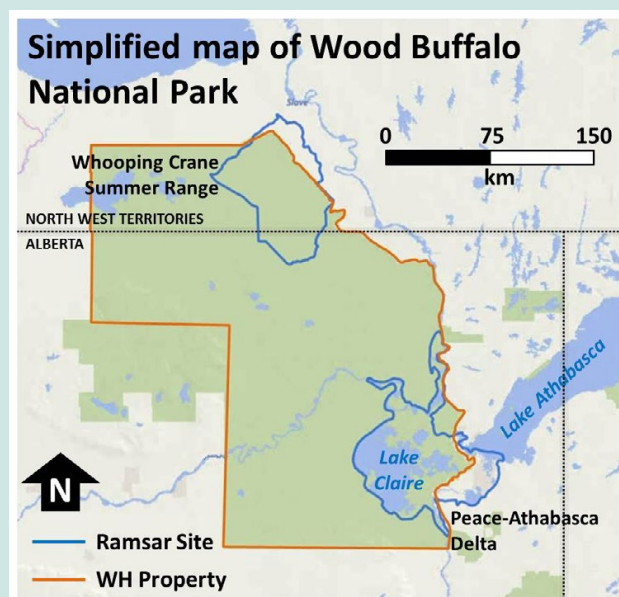 Simplified map of Wood Buffalo
National Park
Slave
0 75 150
km
Whooping Crane
Summer Range
NORTH WEST TERRITORIES
ALBERTA
Lake Athabasca
Lake
Claire
N
Peace-Athabasca
Delta
Ramsar Site
WH Property